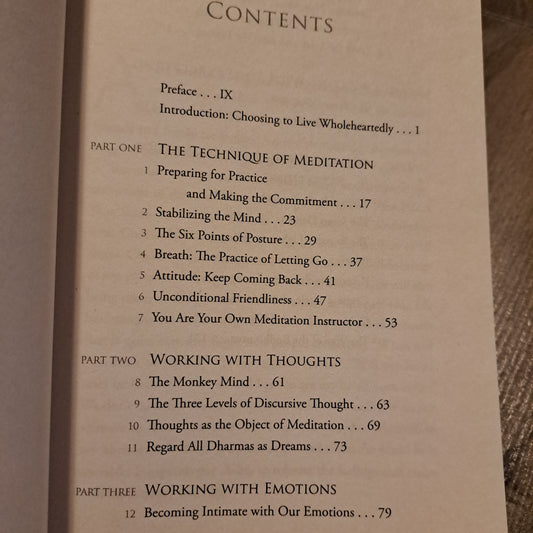 CONTENTS
Preface . . . IX
Introduction: Choosing to Live Wholeheartedly . . . 1
PART ONE THE TECHNIQUE OF MEDITATION
1 Preparing for Practice
and Making the Commitment . . . 17
2 Stabilizing the Mind . . . 23
3 The Six Points of Posture . . . 29
4 Breath: The Practice of Letting Go . . . 37
5 Attitude: Keep Coming Back . . . 41
6 Unconditional Friendliness . . . 47
7 You Are Your Own Meditation Instructor . . . 53
PART TWO WORKING WITH THOUGHTS
8 The Monkey Mind . . . 61
9 The Three Levels of Discursive Thought . . . 63
10 Thoughts as the Object of Meditation . . . 69
11 Regard All Dharmas as Dreams . . . 73
PART THREE WORKING WITH EMOTIONS
12 Becoming Intimate with Our Emotions . . . 79